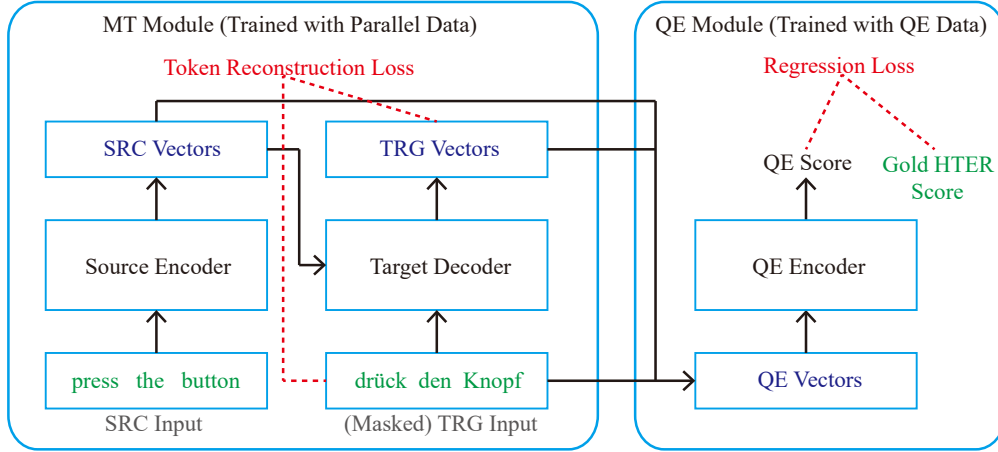 MT Module (Trained with Parallel Data)
Token Reconstruction Loss
SRC Vectors
TRG Vectors
Source Encoder
Target Decoder
press the button
drück den Knopf
SRC Input
(Masked) TRG Input
QE Module (Trained with QE Data)
Regression Loss
QE Score
Gold HTER
Score
QE Encoder
QE Vectors